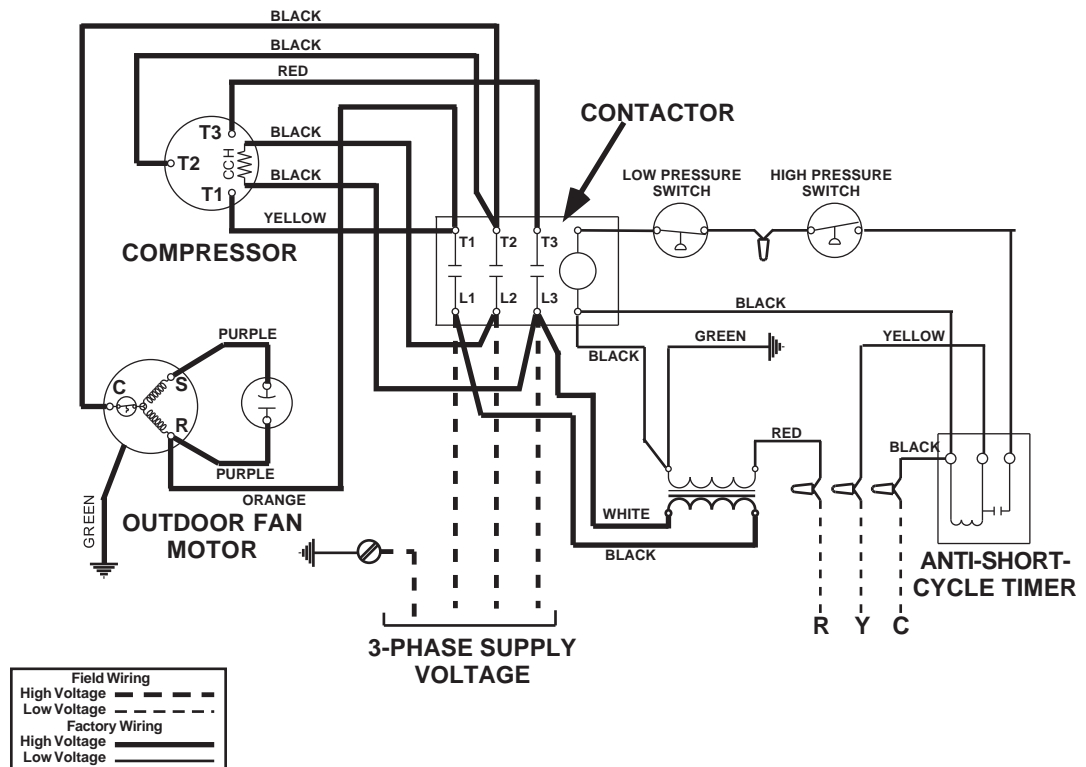 BLACK
BLACK
RED
CONTACTOR
T3
BLACK
T2
CCH
LOW PRESSURE
SWITCH
HIGH PRESSURE
SWITCH
BLACK
T1
YELLOW
T1
T2
T3
COMPRESSOR
L1
L2
L3
BLACK
PURPLE
BLACK
GREEN
YELLOW
C
S
R
RED
BLACK
PURPLE
ORANGE
GREEN
OUTDOOR FAN
MOTOR
WHITE
BLACK
ANTI-SHORT-
CYCLE TIMER
R Y C
3-PHASE SUPPLY
VOLTAGE
Field Wiring
High Voltage
Low Voltage
Factory Wiring
High Voltage
Low Voltage